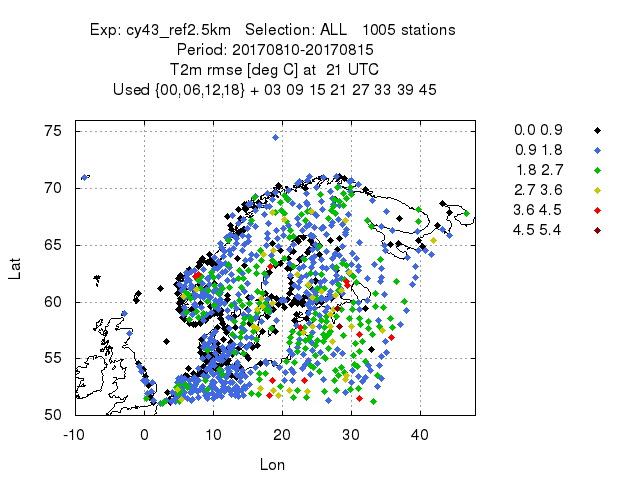 Exp: cy43_ref2.5km   Selection: ALL   1005 stations
Period: 20170810-20170815
T2m rmse [deg C] at  21 UTC
Used {00,06,12,18} + 03 09 15 21 27 33 39 45
0.0 0.9
0.9 1.8
1.8 2.7
2.7 3.6
3.6 4.5
4.5 5.4
75
70
65
60
55
50
Lat
-10 0 10 20 30 40
Lon